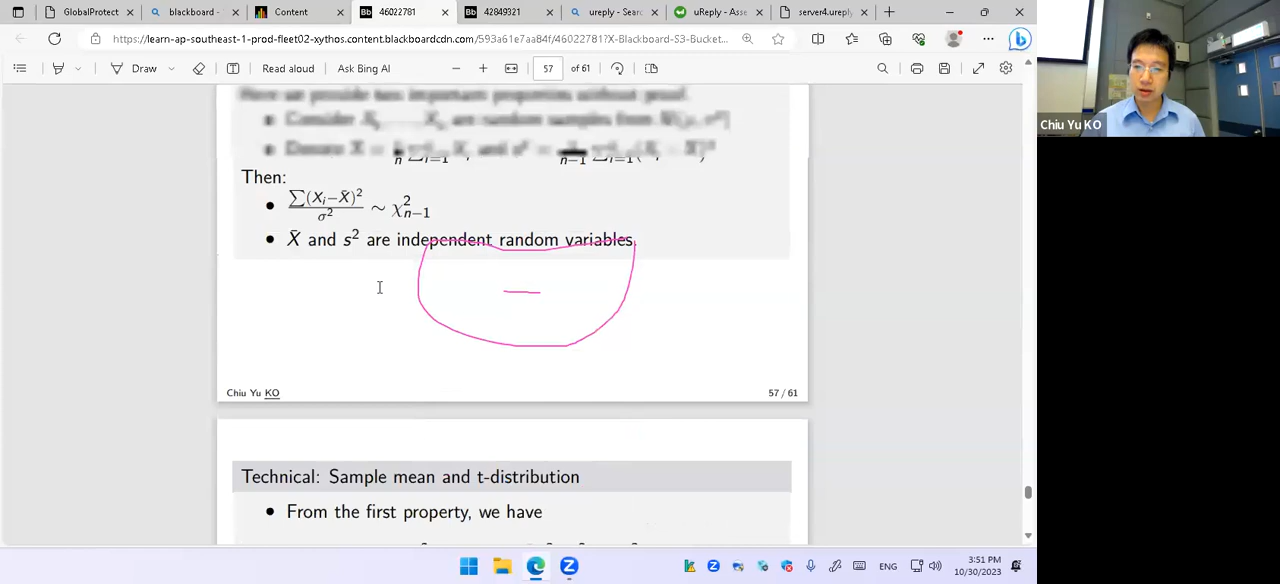 GlobalProtect
blackboard -
Content
46022781
42849321
ureply - Sear
uReply - Asse
server4.ureply
https://learn-ap-southeast-1-prod-fleet02-xythos.content.blackboardcdn.com/593a61e7aa84f/46022781?X-Blackboard-S3-Bucket...
Draw
Read aloud
Ask Bing AI
57
of 61
Then:
∑(Xᵢ−X̄)²/σ² ∼ χ²ₙ₋₁
X̄ and s² are independent random variables.
Chiu Yu KO
57 / 61
Technical: Sample mean and t-distribution
From the first property, we have
ENG
3:51 PM
10/30/2023
Chiu Yu KO